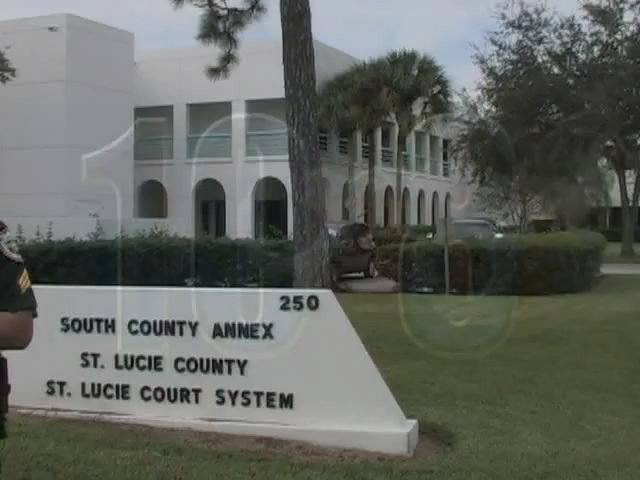 250
SOUTH COUNTY ANNEX
ST. LUCIE COUNTY
ST. LUCIE COURT SYSTEM